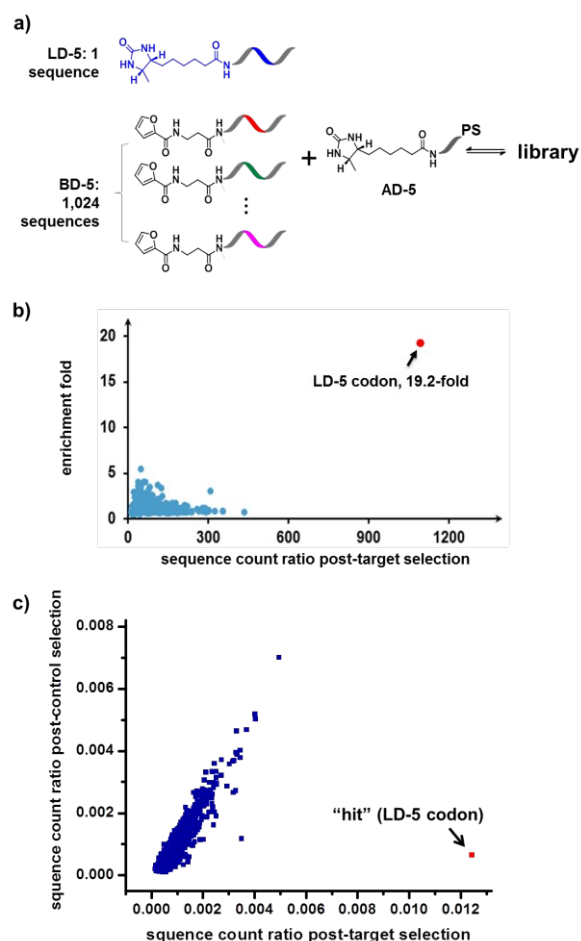 a)
LD-5: 1
sequence
O
HN
NH
H
H
O
N
H
BD-5:
1,024
sequences
O
H
N
O
O
N
H
O
H
N
O
O
N
H
⋮
O
H
N
O
O
N
H
+
O
HN
NH
H
H
O
N
H
PS
AD-5
library
b)
enrichment fold
20
15
10
5
0
LD-5 codon, 19.2-fold
0 300 600 900 1200
sequence count ratio post-target selection
c)
squence count ratio post-control selection
0.008
0.006
0.004
0.002
0.000
"hit" (LD-5 codon)
0.000 0.002 0.004 0.006 0.008 0.010 0.012
squence count ratio post-target selection